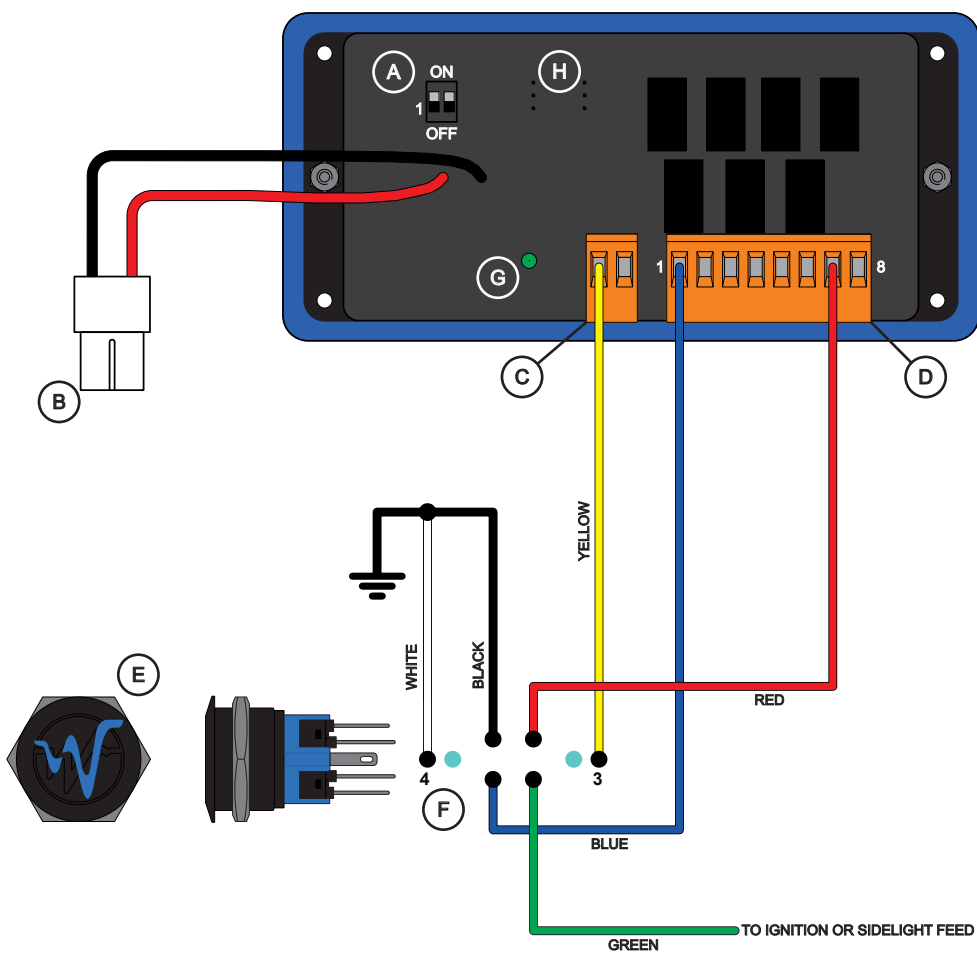 A
ON
H
1
OFF
G
1
8
C
D
B
YELLOW
WHITE
BLACK
E
RED
4
3
F
BLUE
TO IGNITION OR SIDELIGHT FEED
GREEN